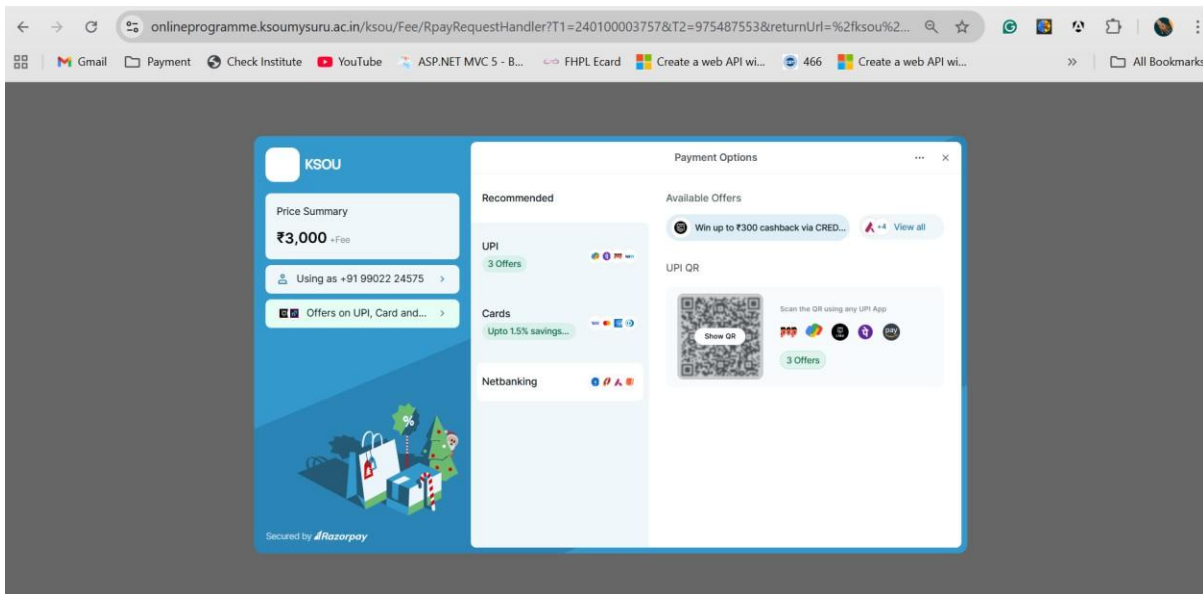 onlineprogramme.ksoumysuru.ac.in/ksou/Fee/RpayRequestHandler?T1=240100003757&T2=975487553&returnUrl=%2fksou%2...
Gmail Payment Check Institute YouTube ASP.NET MVC 5 - B... FHPL Ecard Create a web API wi... 466 Create a web API wi... » All Bookmarks
KSOU
Price Summary
₹3,000 +Fee
Using as +91 99022 24575
Offers on UPI, Card and...
%
Secured by Razorpay
Payment Options
Recommended
UPI
3 Offers
Cards
Upto 1.5% savings...
Netbanking
Available Offers
Win up to ₹300 cashback via CRED...
+4 View all
UPI QR
Show QR
Scan the QR using any UPI App
pop
pay
3 Offers